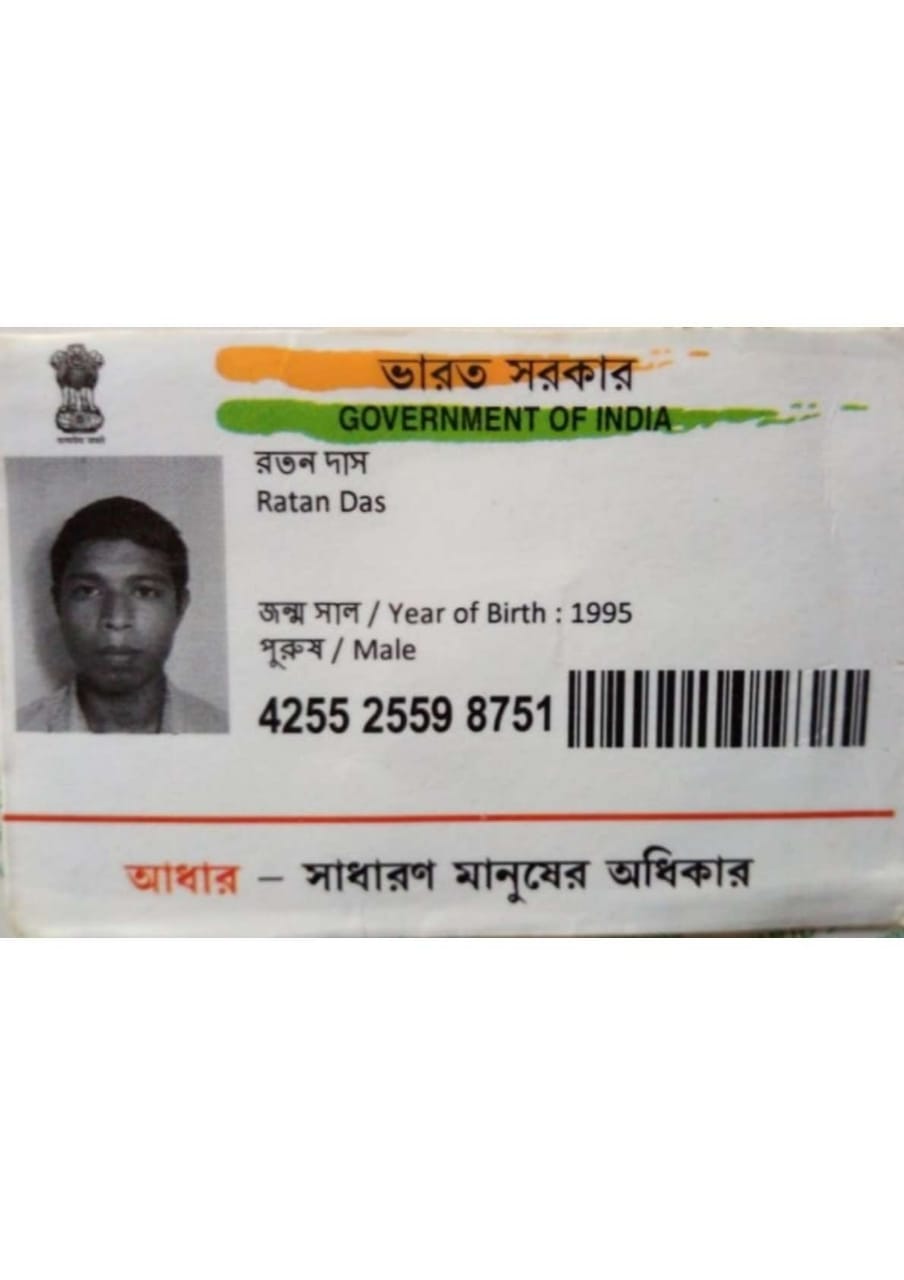 ভারত সরকার
GOVERNMENT OF INDIA
রতন দাস
Ratan Das
জন্ম সাল / Year of Birth : 1995
পুরুষ / Male
4255 2559 8751
আধার – সাধারণ মানুষের অধিকার